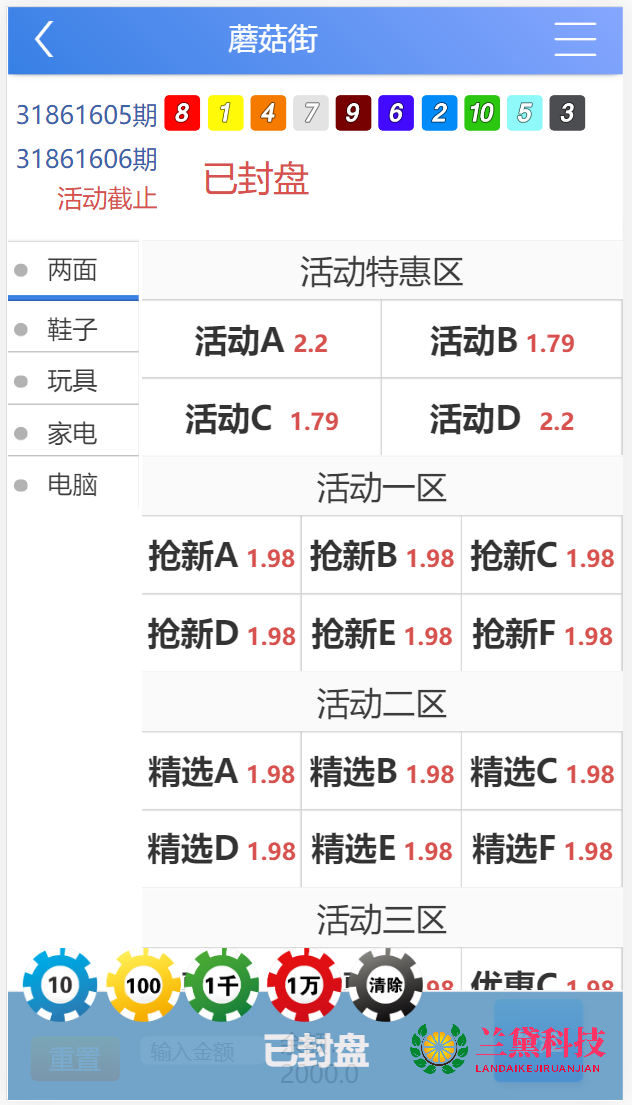 蘑菇街
31861605期 8 1 4 7 9 6 2 10 5 3
31861606期
活动截止
已封盘
两面
鞋子
玩具
家电
电脑
活动特惠区
活动A 2.2 活动B 1.79
活动C 1.79 活动D 2.2
活动一区
抢新A 1.98 抢新B 1.98 抢新C 1.98
抢新D 1.98 抢新E 1.98 抢新F 1.98
活动二区
精选A 1.98 精选B 1.98 精选C 1.98
精选D 1.98 精选E 1.98 精选F 1.98
活动三区
优惠C 1.98
10 100 1千 1万 清除
重置 输入金额 已封盘
2000.0
兰黛科技
LANDAIKEJIRUANJIAN